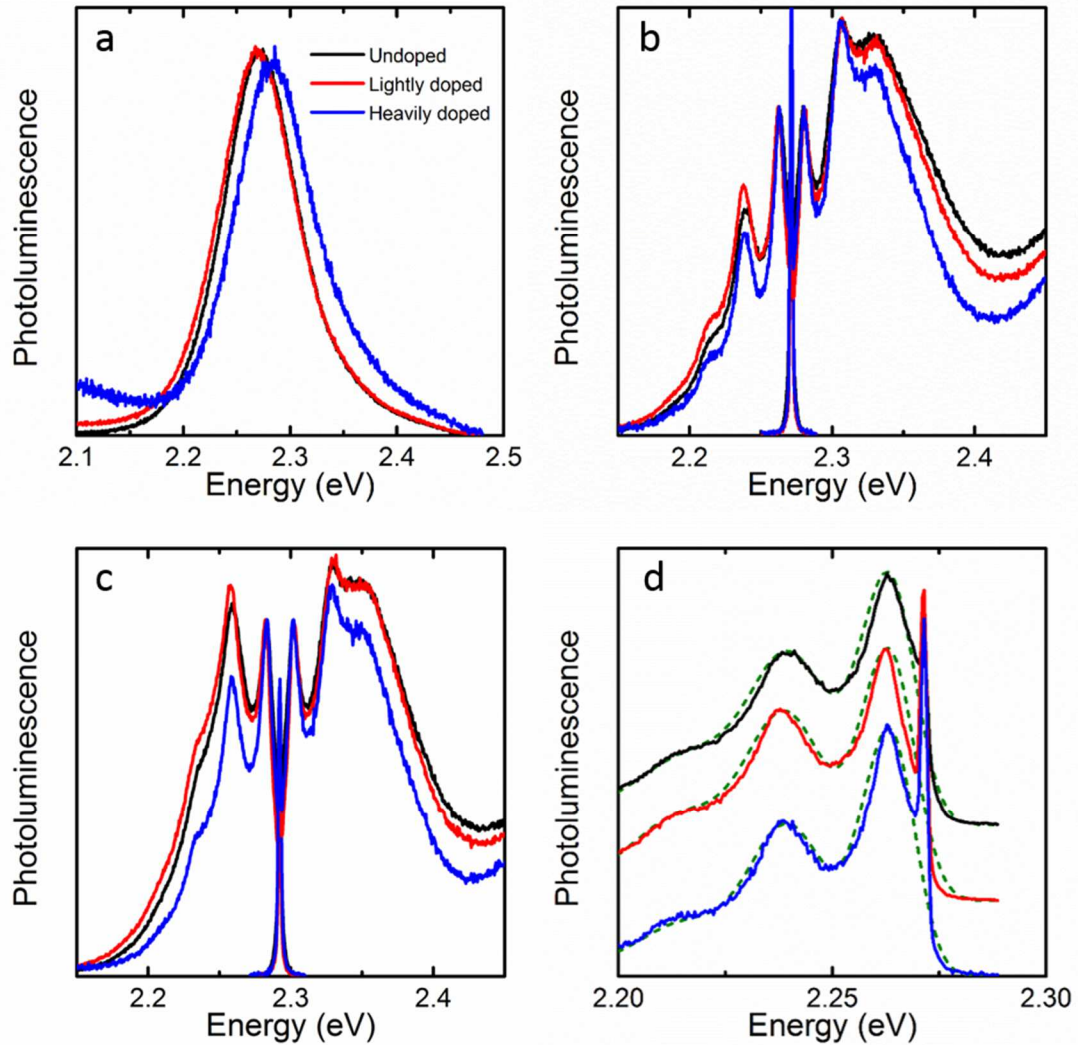 a
Undoped
Lightly doped
Heavily doped
Photoluminescence
2.1 2.2 2.3 2.4 2.5
Energy (eV)
b
Photoluminescence
2.2 2.3 2.4
Energy (eV)
c
Photoluminescence
2.2 2.3 2.4
Energy (eV)
d
Photoluminescence
2.20 2.25 2.30
Energy (eV)